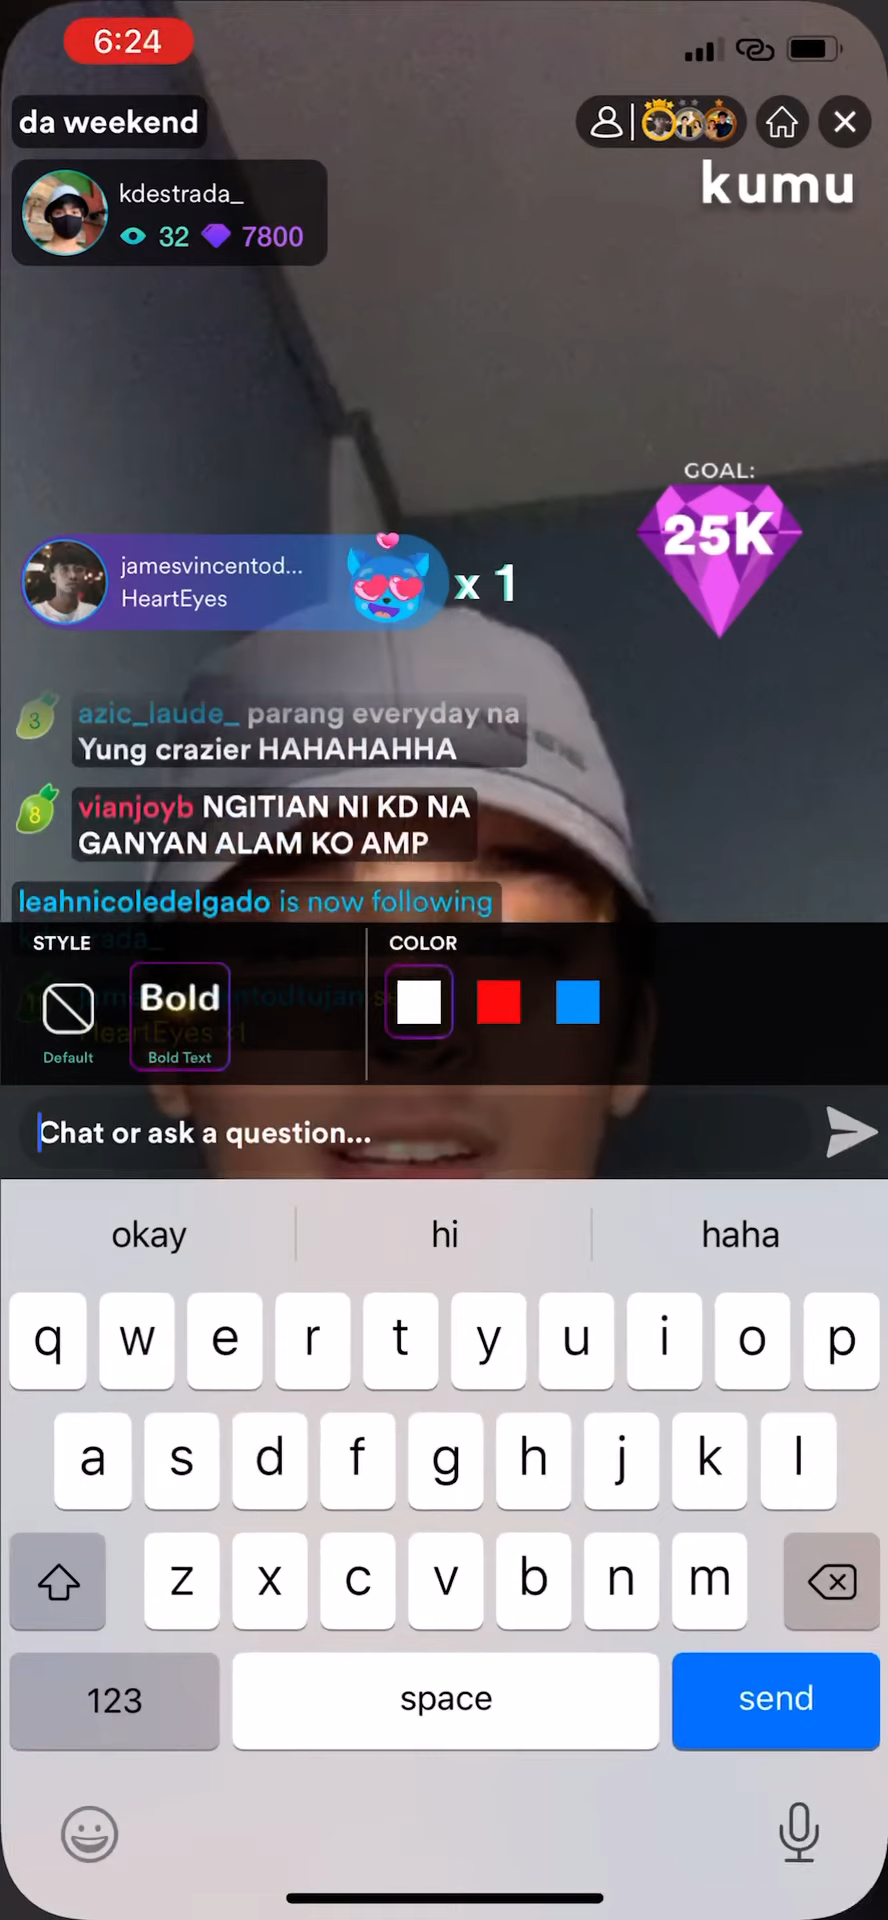 6:24
da weekend
kumu
kdestrada_
32 7800
GOAL:
25K
jamesvincentod...
HeartEyes
x 1
3 azic_laude_ parang everyday na
Yung crazier HAHAHAHHA
8 vianjoyb NGITIAN NI KD NA
GANYAN ALAM KO AMP
leahnicoledelgado is now following
STYLE
COLOR
Bold
HeartEyes x1
Default
Bold Text
Chat or ask a question...
okay hi haha
q w e r t y u i o p
a s d f g h j k l
z x c v b n m
123 space send